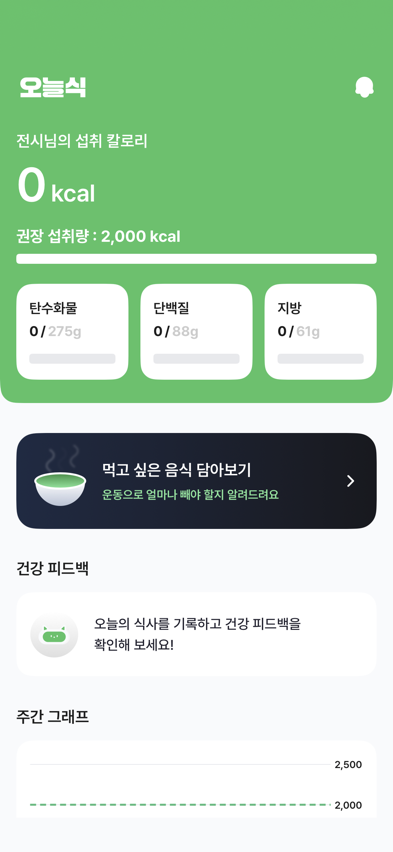 오늘식
전시님의 섭취 칼로리
0 kcal
권장 섭취량 : 2,000 kcal
탄수화물
0 / 275g
단백질
0 / 88g
지방
0 / 61g
먹고 싶은 음식 담아보기
운동으로 얼마나 빼야 할지 알려드려요
건강 피드백
오늘의 식사를 기록하고 건강 피드백을
확인해 보세요!
주간 그래프
2,500
2,000